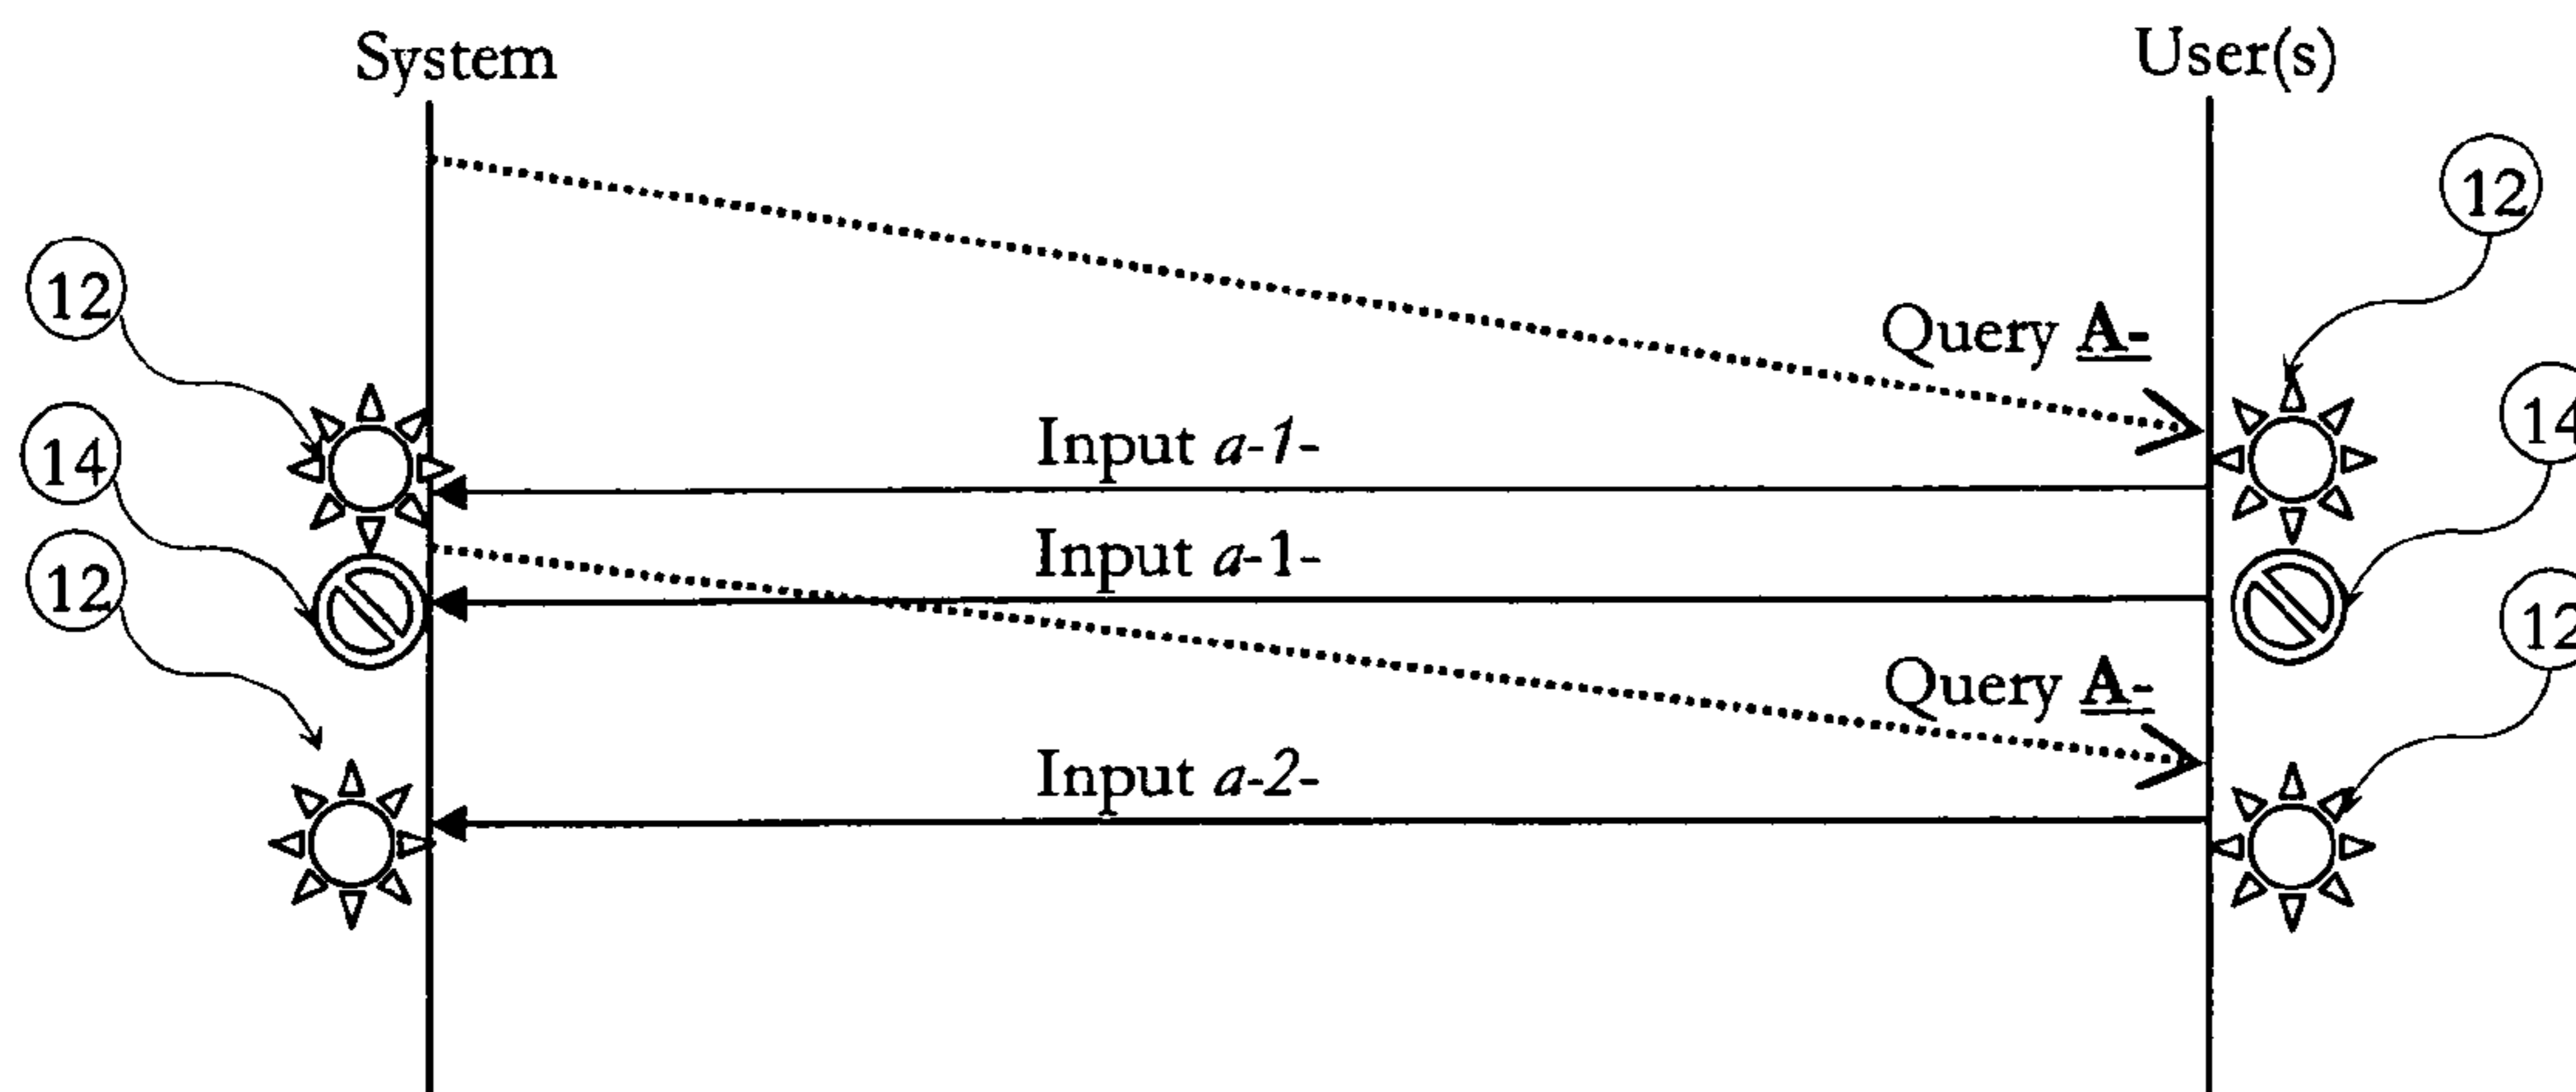 System
User(s)
12
12
Query A-
14
Input a-1-
14
12
Input a-1-
12
Query A-
Input a-2-